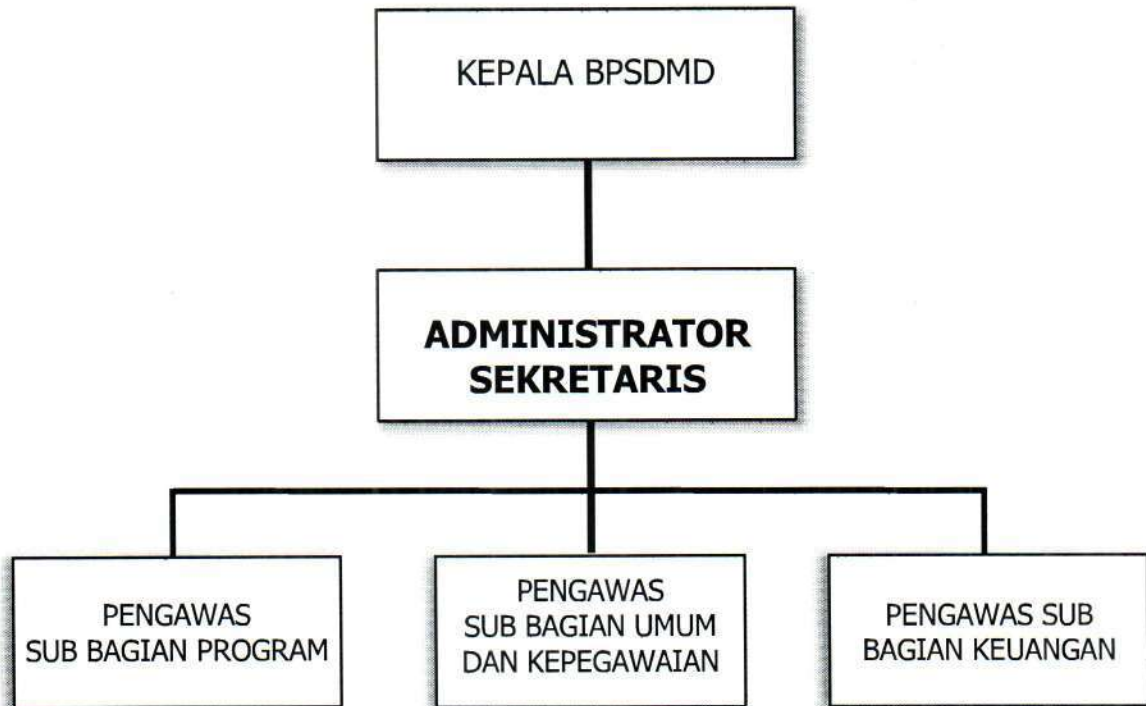 KEPALA BPSDMD
ADMINISTRATOR
SEKRETARIS
PENGAWAS
SUB BAGIAN PROGRAM
PENGAWAS
SUB BAGIAN UMUM
DAN KEPEGAWAIAN
PENGAWAS SUB
BAGIAN KEUANGAN